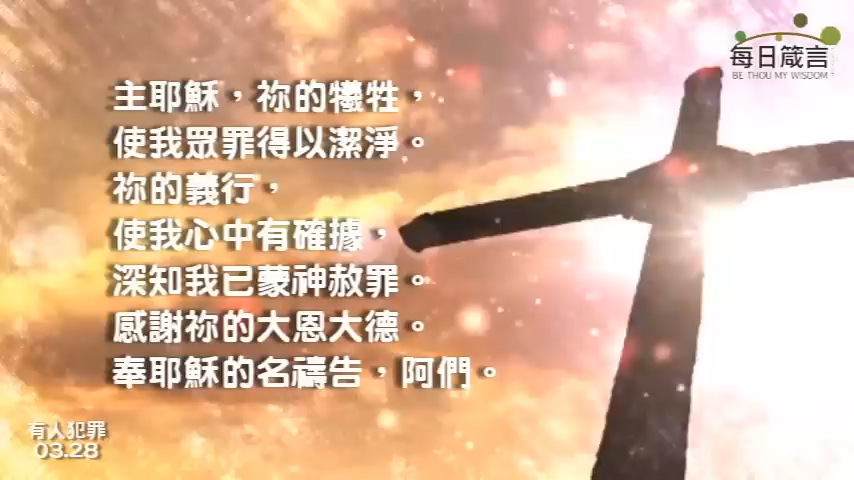 每日箴言
BE THOU MY WISDOM
主耶穌，祢的犧牲，
使我眾罪得以潔淨。
祢的義行，
使我心中有確據，
深知我已蒙神赦罪。
感謝祢的大恩大德。
奉耶穌的名禱告，阿們。
有人犯罪
03.28